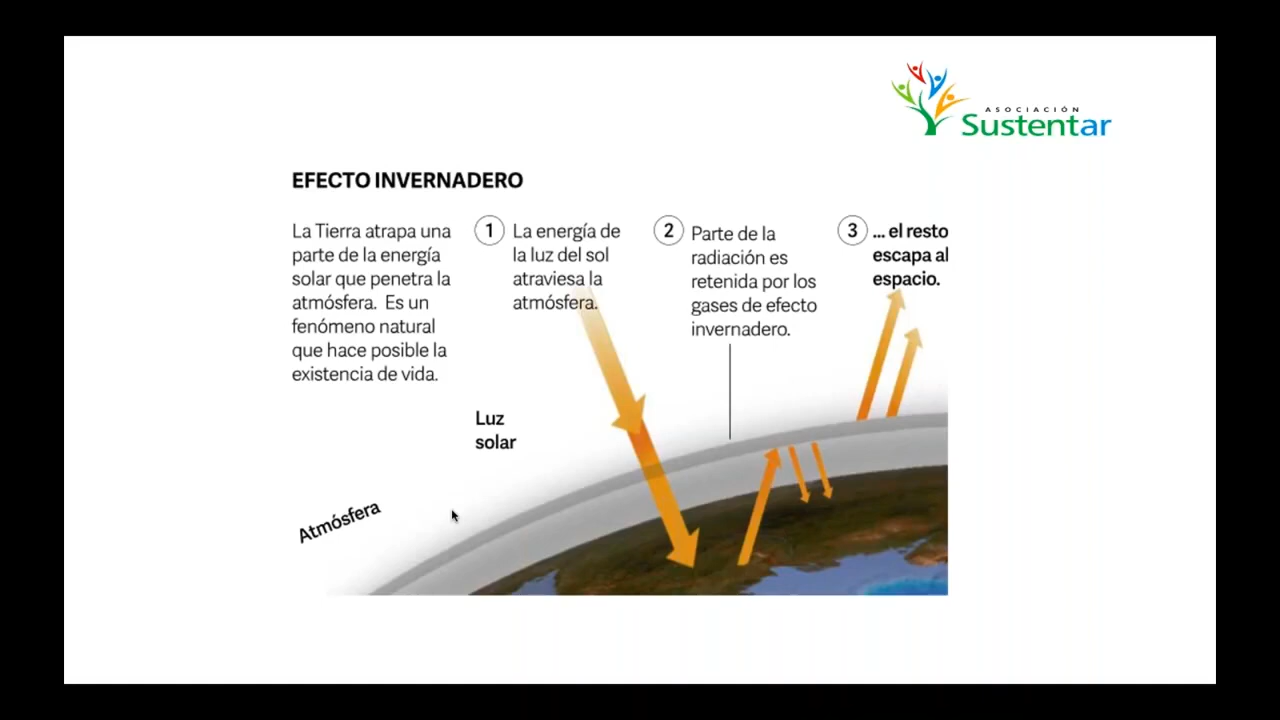 ASOCIACIÓN
Sustentar
EFECTO INVERNADERO
La Tierra atrapa una
parte de la energía
solar que penetra la
atmósfera. Es un
fenómeno natural
que hace posible la
existencia de vida.
1
La energía de
la luz del sol
atraviesa la
atmósfera.
2
Parte de la
radiación es
retenida por los
gases de efecto
invernadero.
3
... el resto
escapa al
espacio.
Luz
solar
Atmósfera